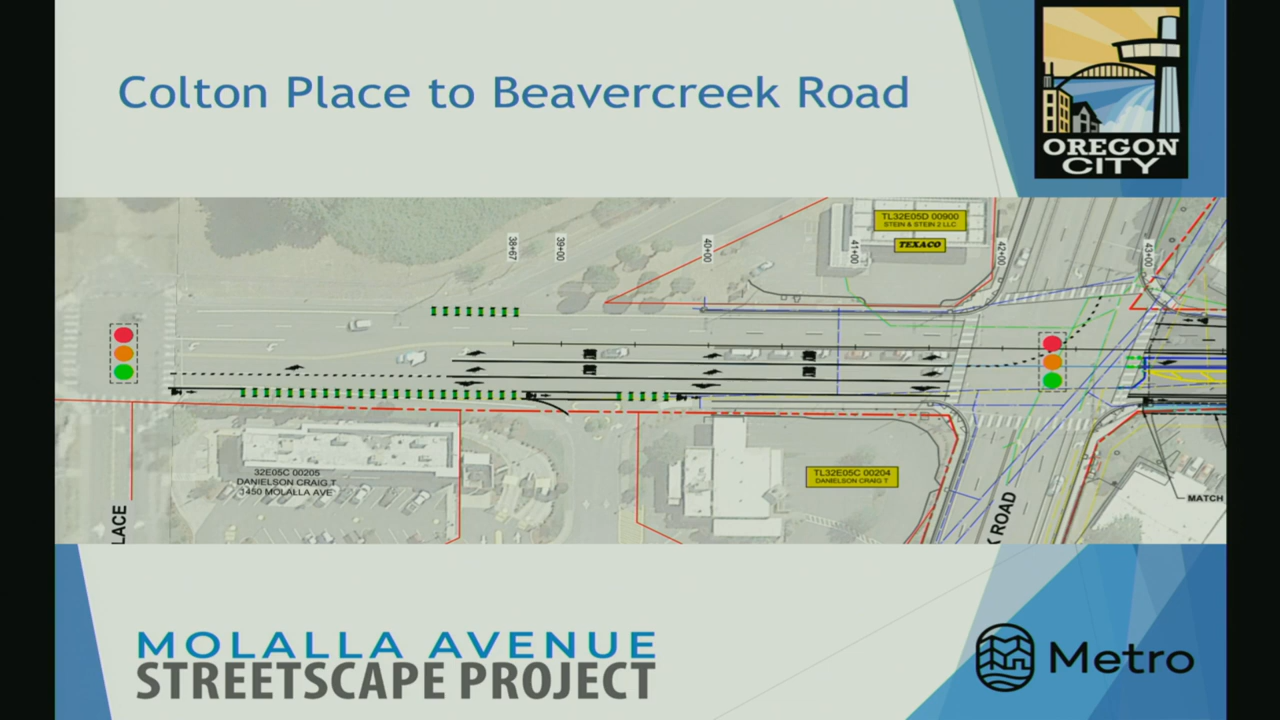 Colton Place to Beavercreek Road
OREGON
CITY
TL32E05D 00900
STEIN & STEIN 2 LLC
TEXACO
38+67
39+00
40+00
41+00
42+00
43+00
32E05C 00205
DANIELSON CRAIG T
1450 MOLALLA AVE
TL32E05C 00204
DANIELSON CRAIG T
LACE
K ROAD
MATCH
MOLALLA AVENUE
STREETSCAPE PROJECT
Metro